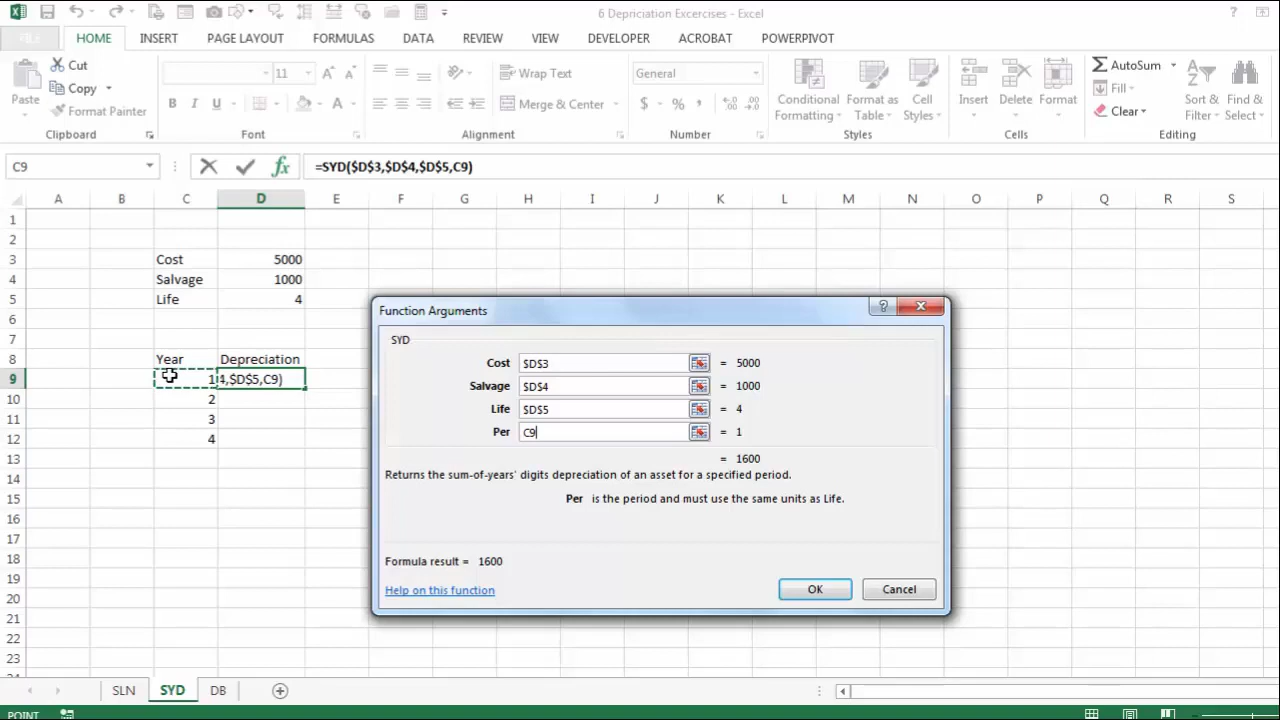 6 Depriciation Excercises - Excel
FILE HOME INSERT PAGE LAYOUT FORMULAS DATA REVIEW VIEW DEVELOPER ACROBAT POWERPIVOT
Paste Cut Copy Format Painter
11
Wrap Text Merge & Center
General
Conditional Formatting Format as Table Cell Styles
Insert Delete Format
AutoSum Fill Clear Sort & Filter Find & Select
Clipboard Font Alignment Number Styles Cells Editing
C9 fx =SYD($D$3,$D$4,$D$5,C9)
A B C D E F G H I J K L M N O P Q R S
1
2
3 Cost 5000
4 Salvage 1000
5 Life 4
6
7
8 Year Depreciation
9 1 4,$D$5,C9)
10 2
11 3
12 4
13
14
15
16
17
18
19
20
21
22
23
Function Arguments
SYD
Cost $D$3 = 5000
Salvage $D$4 = 1000
Life $D$5 = 4
Per C9 = 1
= 1600
Returns the sum-of-years' digits depreciation of an asset for a specified period.
Per is the period and must use the same units as Life.
Formula result = 1600
Help on this function OK Cancel
SLN SYD DB
POINT